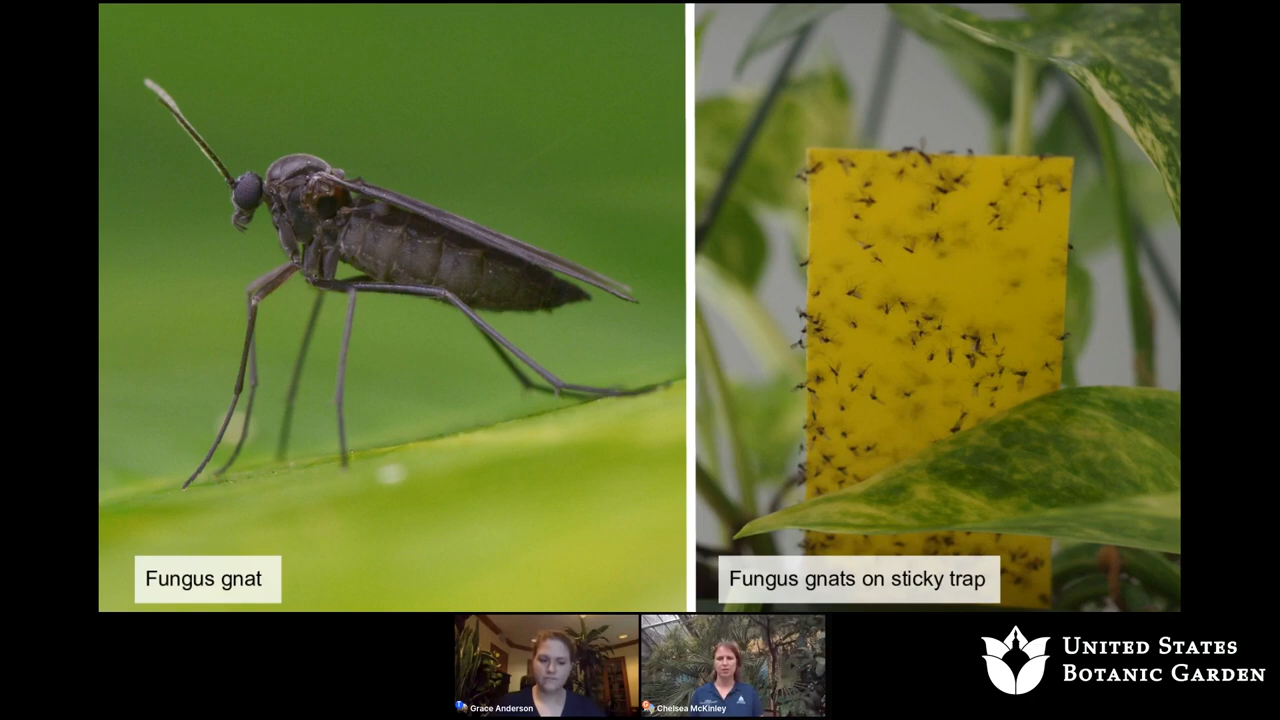 Fungus gnat
Fungus gnats on sticky trap
Grace Anderson
Chelsea McKinley
UNITED STATES
BOTANIC GARDEN